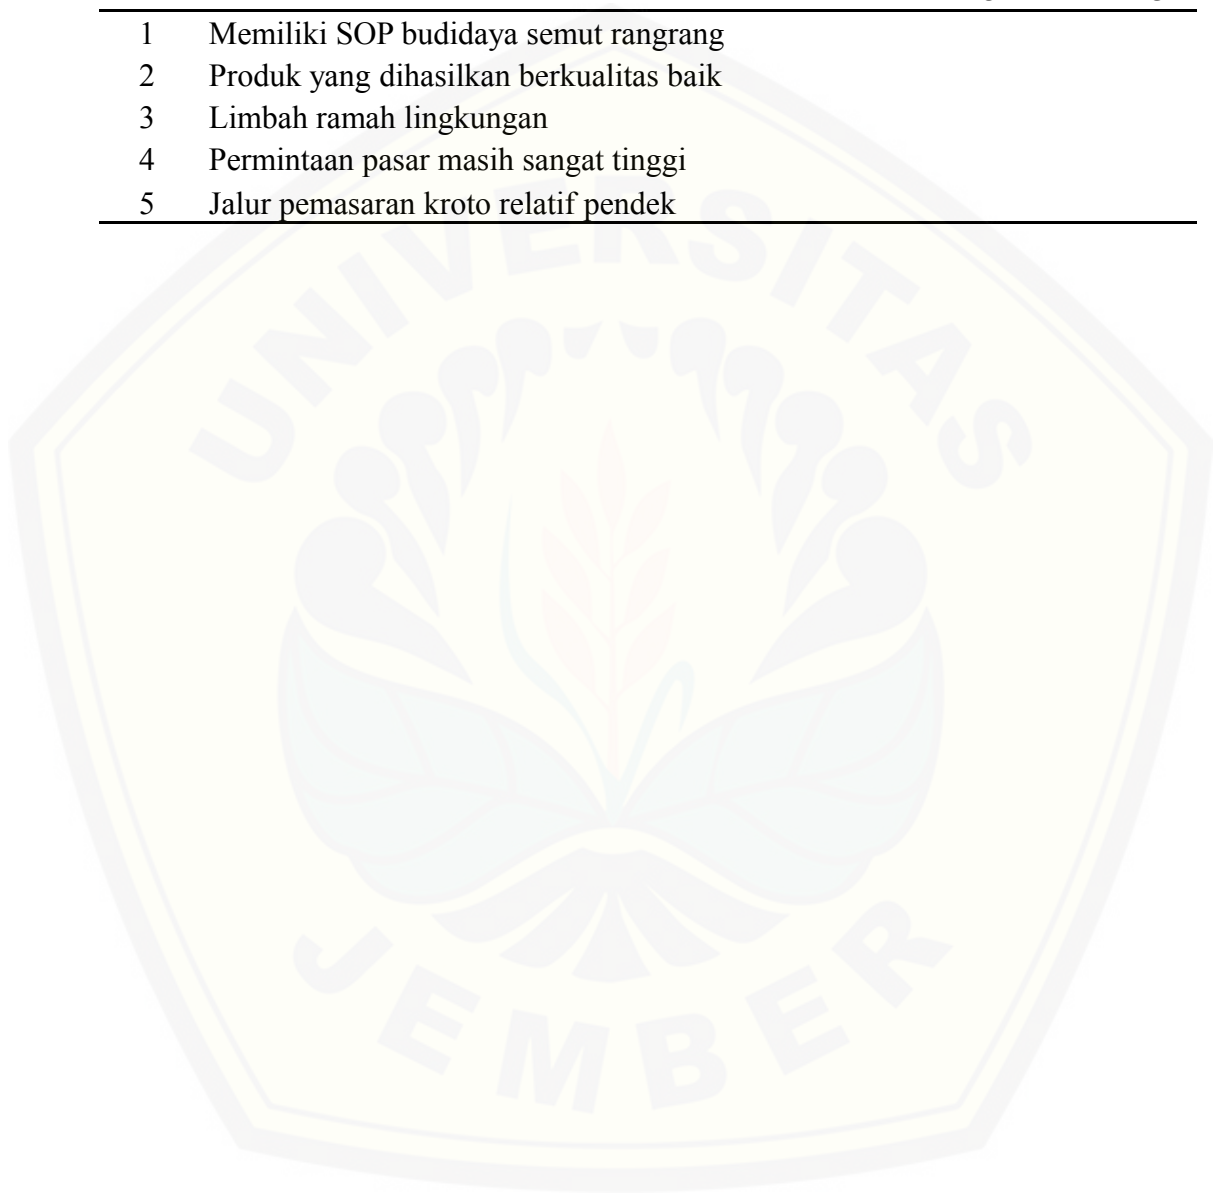 1 Memiliki SOP budidaya semut rangrang
2 Produk yang dihasilkan berkualitas baik
3 Limbah ramah lingkungan
4 Permintaan pasar masih sangat tinggi
5 Jalur pemasaran kroto relatif pendek
UNIVERSITAS
JEMBER